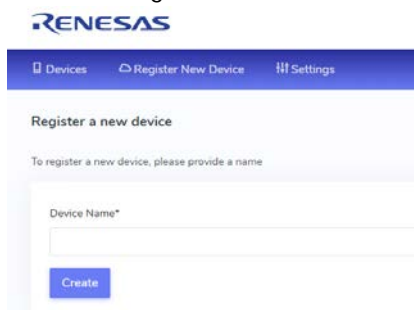 RENESAS
Devices Register New Device Settings
Register a new device
To register a new device, please provide a name
Device Name*
Create